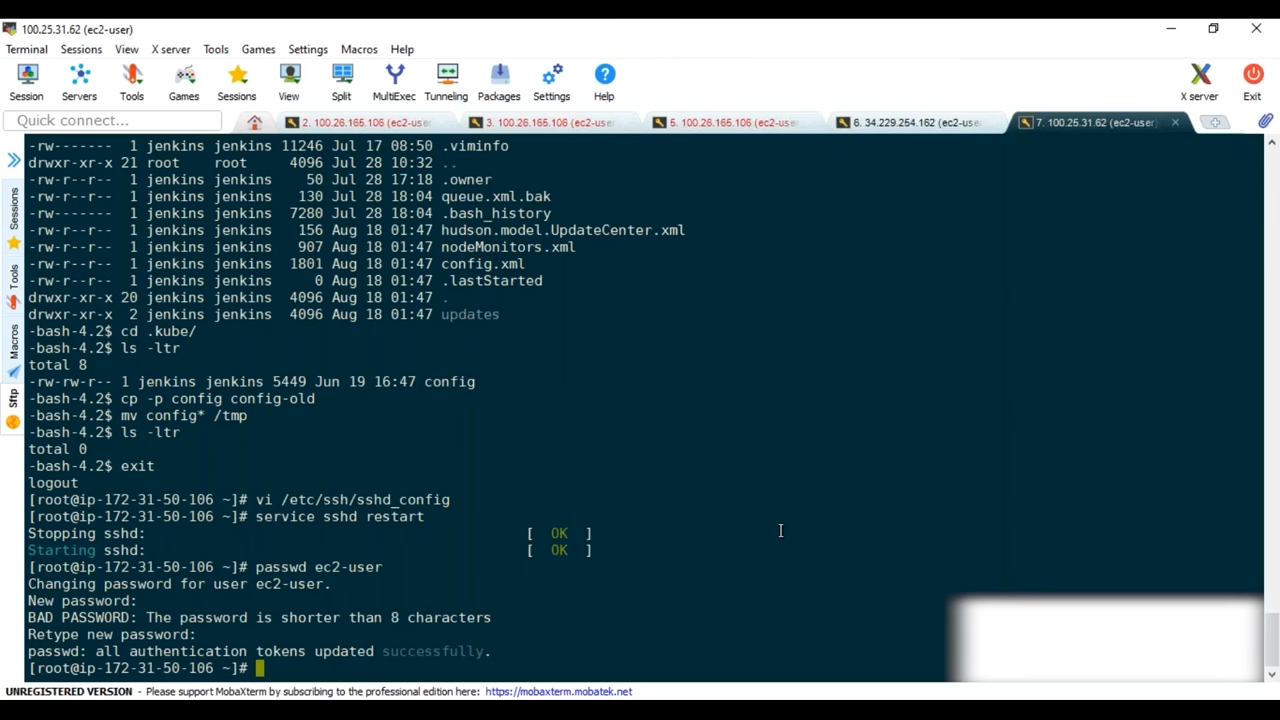 100.25.31.62 (ec2-user)
Terminal Sessions View X server Tools Games Settings Macros Help
Session Servers Tools Games Sessions View Split MultiExec Tunneling Packages Settings Help X server Exit
Quick connect... 2. 100.26.165.106 (ec2-user 3. 100.26.165.106 (ec2-use 5. 100.26.165.106 (ec2-use 6. 34.229.254.162 (ec2-use 7. 100.25.31.62 (ec2-user)
Sessions
Tools
Macros
Sftp
-rw------- 1 jenkins jenkins 11246 Jul 17 08:50 .viminfo
drwxr-xr-x 21 root root 4096 Jul 28 10:32 ..
-rw-r--r-- 1 jenkins jenkins 50 Jul 28 17:18 .owner
-rw-r--r-- 1 jenkins jenkins 130 Jul 28 18:04 queue.xml.bak
-rw------- 1 jenkins jenkins 7280 Jul 28 18:04 .bash_history
-rw-r--r-- 1 jenkins jenkins 156 Aug 18 01:47 hudson.model.UpdateCenter.xml
-rw-r--r-- 1 jenkins jenkins 907 Aug 18 01:47 nodeMonitors.xml
-rw-r--r-- 1 jenkins jenkins 1801 Aug 18 01:47 config.xml
-rw-r--r-- 1 jenkins jenkins 0 Aug 18 01:47 .lastStarted
drwxr-xr-x 20 jenkins jenkins 4096 Aug 18 01:47 .
drwxr-xr-x 2 jenkins jenkins 4096 Aug 18 01:47 updates
-bash-4.2$ cd .kube/
-bash-4.2$ ls -ltr
total 8
-rw-rw-r-- 1 jenkins jenkins 5449 Jun 19 16:47 config
-bash-4.2$ cp -p config config-old
-bash-4.2$ mv config* /tmp
-bash-4.2$ ls -ltr
total 0
-bash-4.2$ exit
logout
[root@ip-172-31-50-106 ~]# vi /etc/ssh/sshd_config
[root@ip-172-31-50-106 ~]# service sshd restart
Stopping sshd: [ OK ]
Starting sshd: [ OK ]
[root@ip-172-31-50-106 ~]# passwd ec2-user
Changing password for user ec2-user.
New password:
BAD PASSWORD: The password is shorter than 8 characters
Retype new password:
passwd: all authentication tokens updated successfully.
[root@ip-172-31-50-106 ~]#
UNREGISTERED VERSION - Please support MobaXterm by subscribing to the professional edition here: https://mobaxterm.mobatek.net